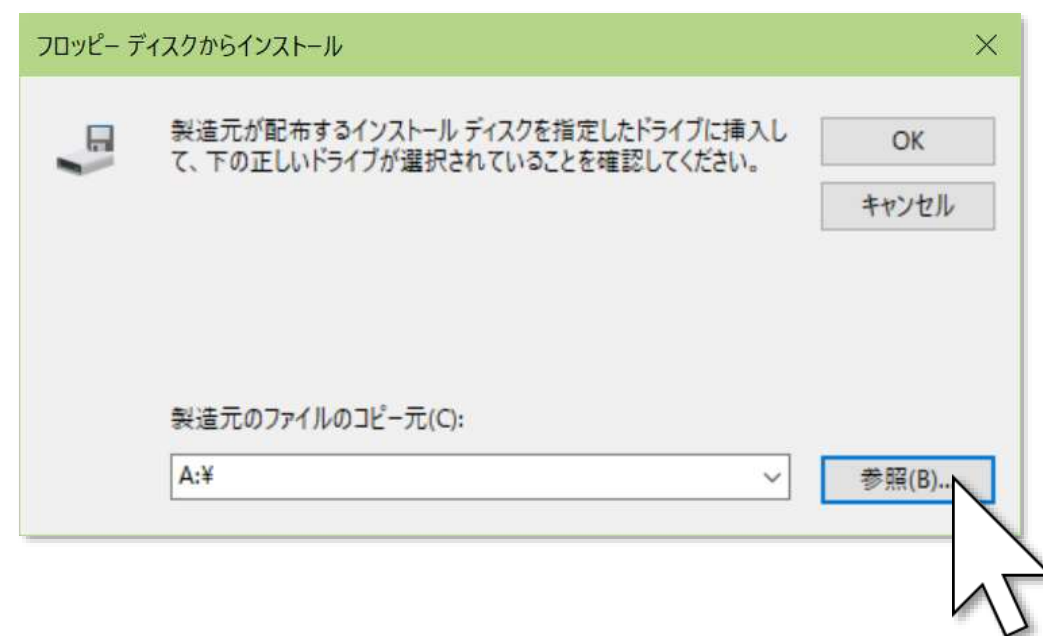 フロッピー ディスクからインストール
製造元が配布するインストール ディスクを指定したドライブに挿入し
て、下の正しいドライブが選択されていることを確認してください。
OK
キャンセル
製造元のファイルのコピー元(C):
A:¥
参照(B)...